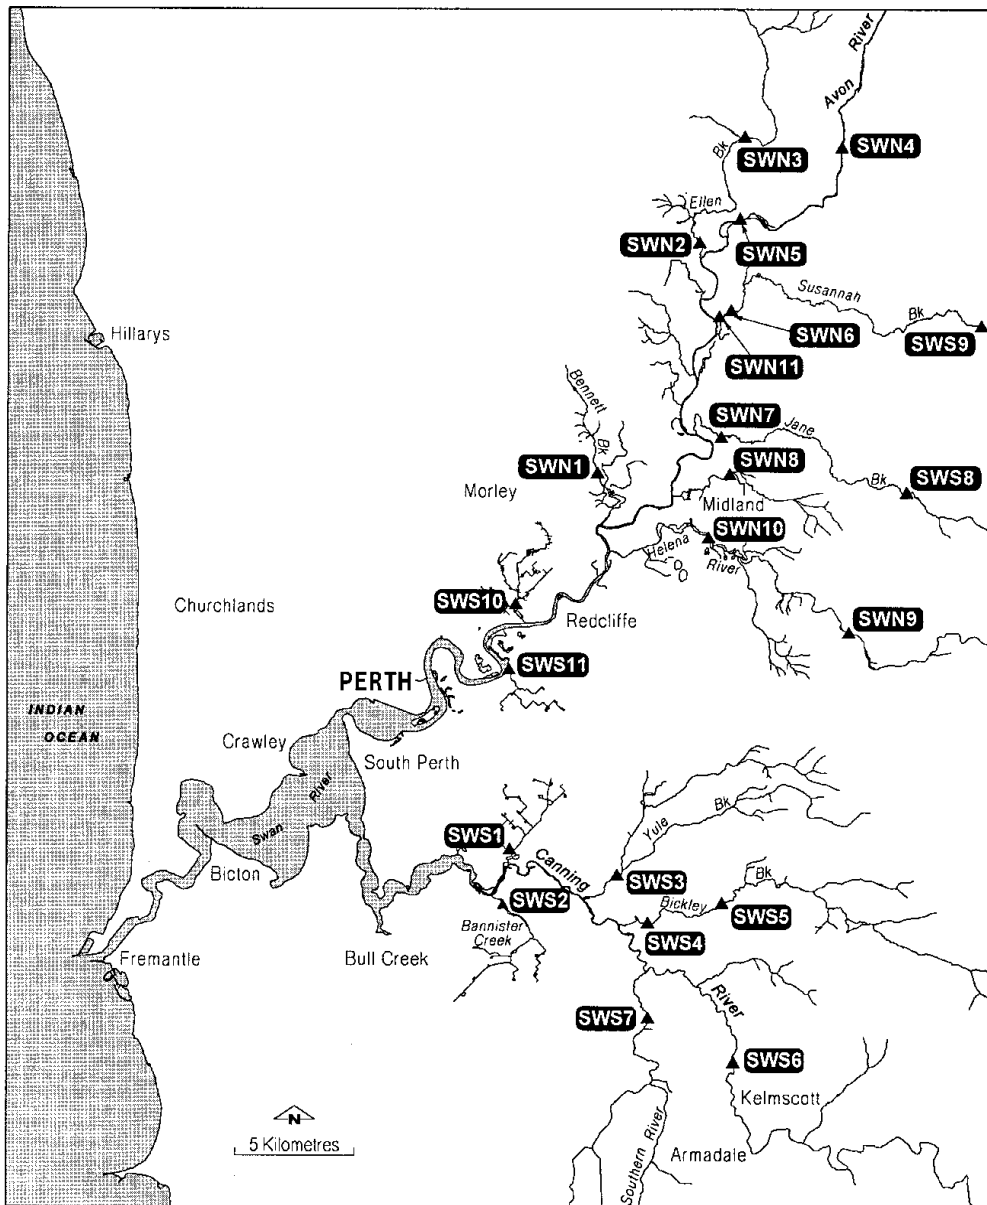 River
Avon
SWN3
SWN4
Bk
Ellen
SWN2
SWN5
Susannah
Bk
SWS9
Hillarys
SWN6
SWN11
Bennett
Bk
SWN7
Jane
SWN1
SWN8
Bk
SWS8
Morley
Midland
SWN10
Helena
River
SWS10
Churchlands
Redcliffe
SWN9
SWS11
PERTH
INDIAN
OCEAN
Crawley
South Perth
River
Swan
Bk
Yule
SWS1
Canning
SWS3
Bk
Bicton
SWS2
Bickley
SWS5
Bannister
Creek
SWS4
Fremantle
Bull Creek
River
SWS7
SWS6
Kelmscott
N
5 Kilometres
Armadale
Southern River